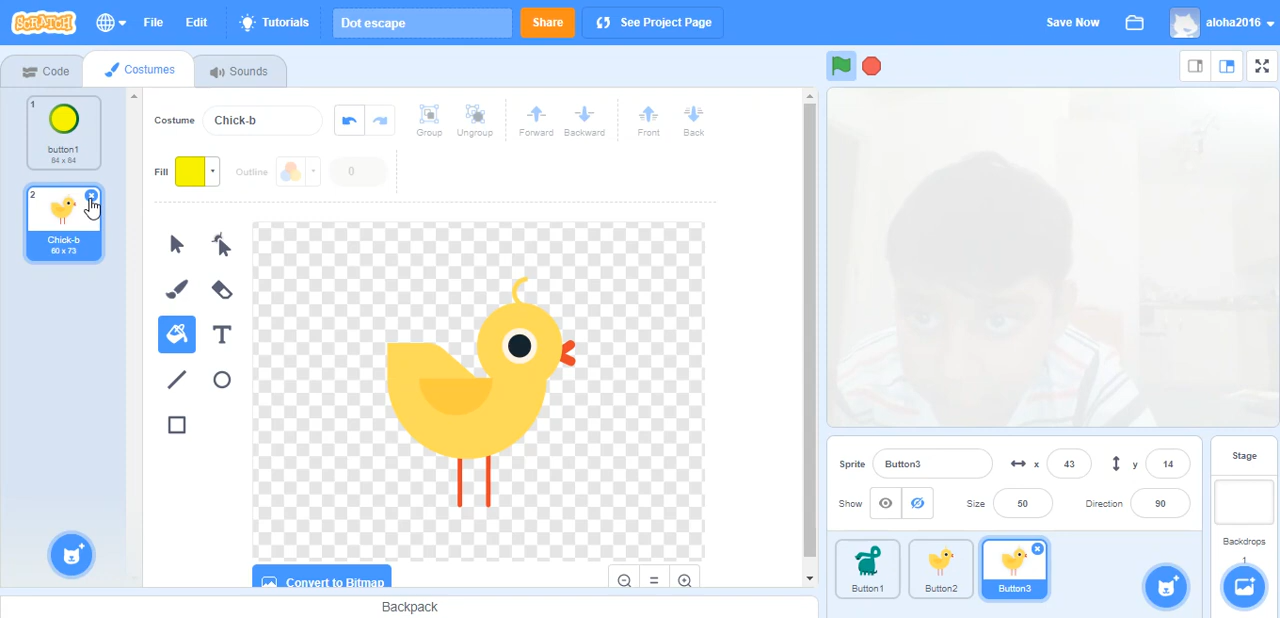 SCRATCH File Edit Tutorials Dot escape Share See Project Page Save Now aloha2016
Code Costumes Sounds
1
button1
84 x 84
2
Chick-b
60 x 73
Costume Chick-b Group Ungroup Forward Backward Front Back
Fill Outline 0
T
Convert to Bitmap
Backpack
Sprite Button3 x 43 y 14
Show Size 50 Direction 90
Button1 Button2 Button3
Stage
Backdrops
1